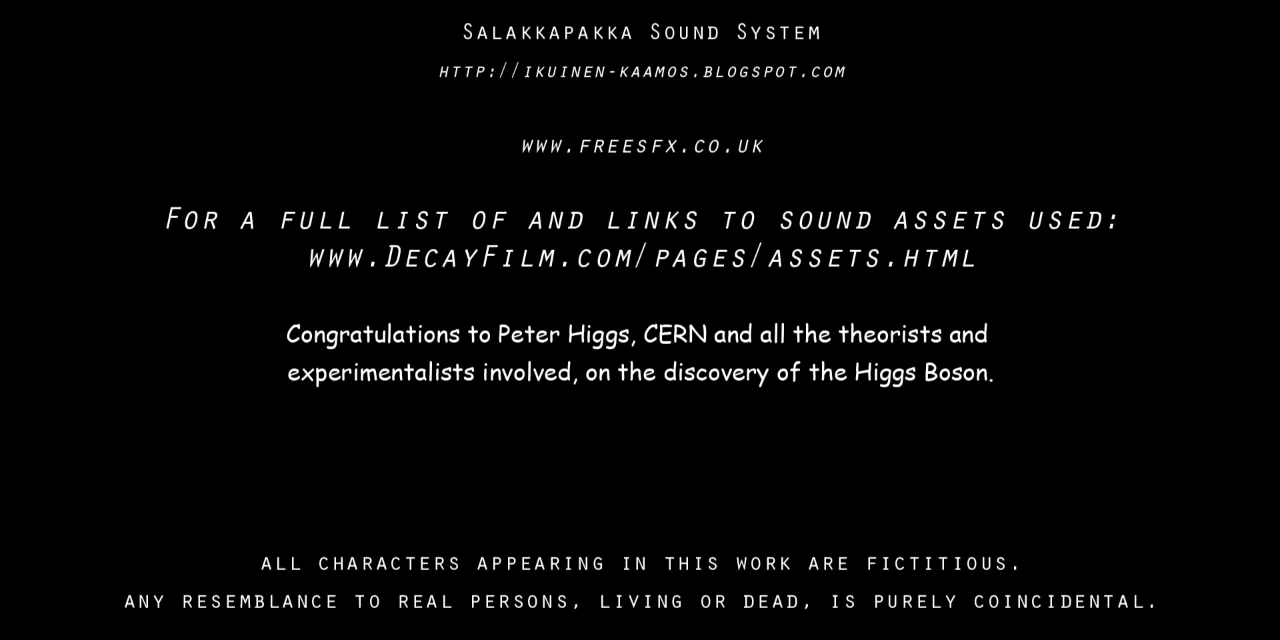 Salakkapakka Sound System
http://ikuinen-kaamos.blogspot.com
www.freesfx.co.uk
For a full list of and links to sound assets used:
www.DecayFilm.com/pages/assets.html
Congratulations to Peter Higgs, CERN and all the theorists and
experimentalists involved, on the discovery of the Higgs Boson.
all characters appearing in this work are fictitious.
any resemblance to real persons, living or dead, is purely coincidental.